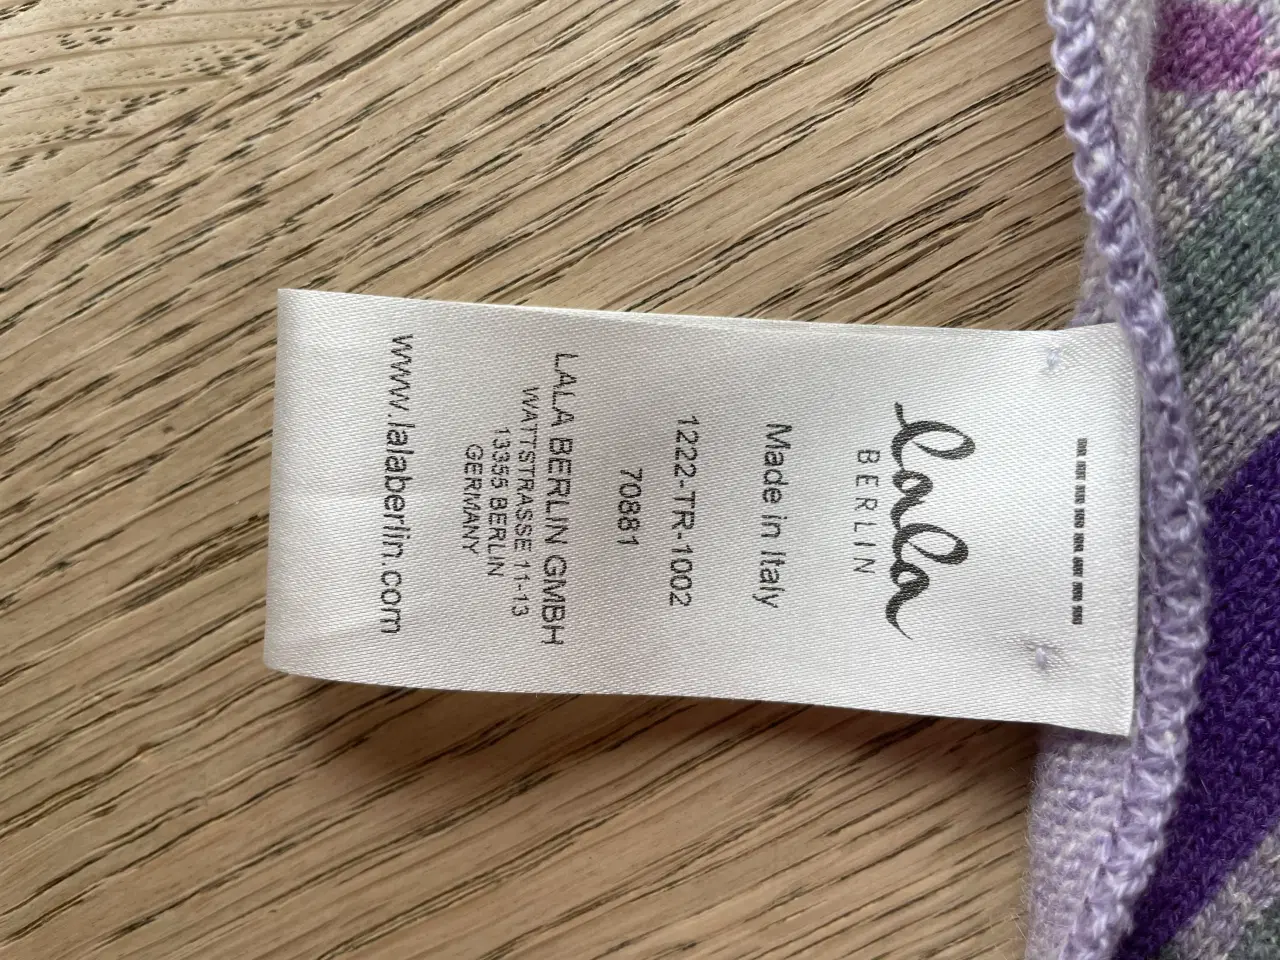 lala
BERLIN
Made in Italy
1222-TR-1002
70881
LALA BERLIN GMBH
WATTSTRASSE 11-13
13355 BERLIN
GERMANY
www.lalaberlin.com